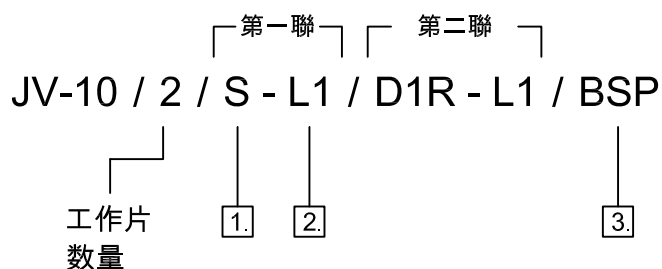 第一聯 第二聯
JV-10 / 2 / S - L1 / D1R - L1 / BSP
工作片
数量
1. 2. 3.